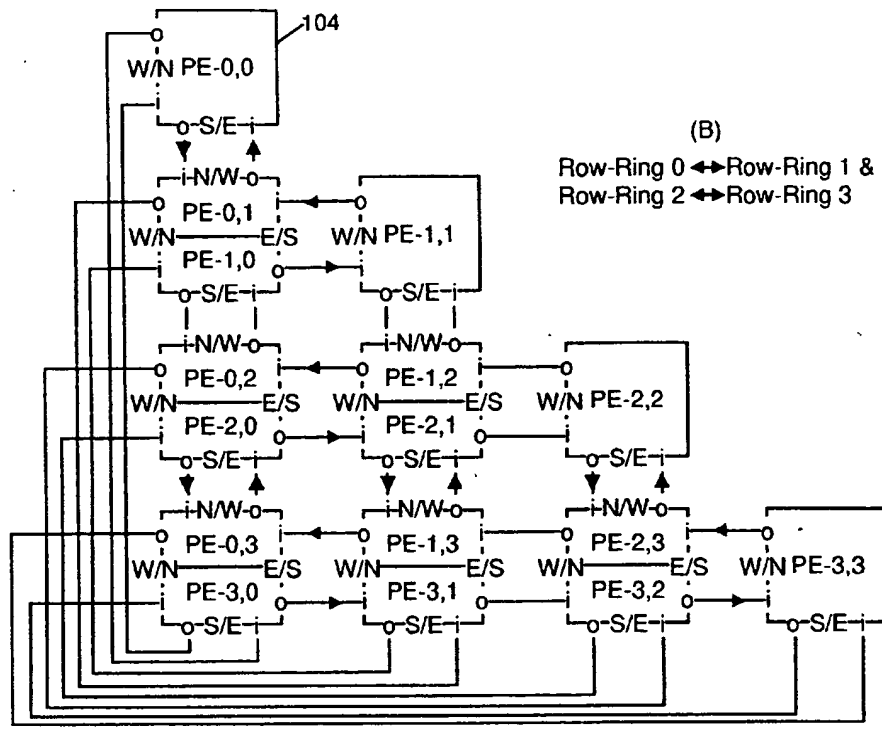 104
o
W/N PE-0,0
i
o S/E i
(B)
Row-Ring 0 ↔ Row-Ring 1 &
Row-Ring 2 ↔ Row-Ring 3
i N/W o
o PE-0,1 i o
W/N E/S W/N PE-1,1
i PE-1,0 o i
o S/E i o S/E i
i N/W o i N/W o
o PE-0,2 i o PE-1,2 i o
W/N E/S W/N E/S W/N PE-2,2
i PE-2,0 o i PE-2,1 o i
o S/E i o S/E i o S/E i
i N/W o i N/W o i N/W o
o PE-0,3 i o PE-1,3 i o PE-2,3 i o
W/N E/S W/N E/S W/N E/S W/N PE-3,3
i PE-3,0 o i PE-3,1 o i PE-3,2 o i
o S/E i o S/E i o S/E i o S/E i